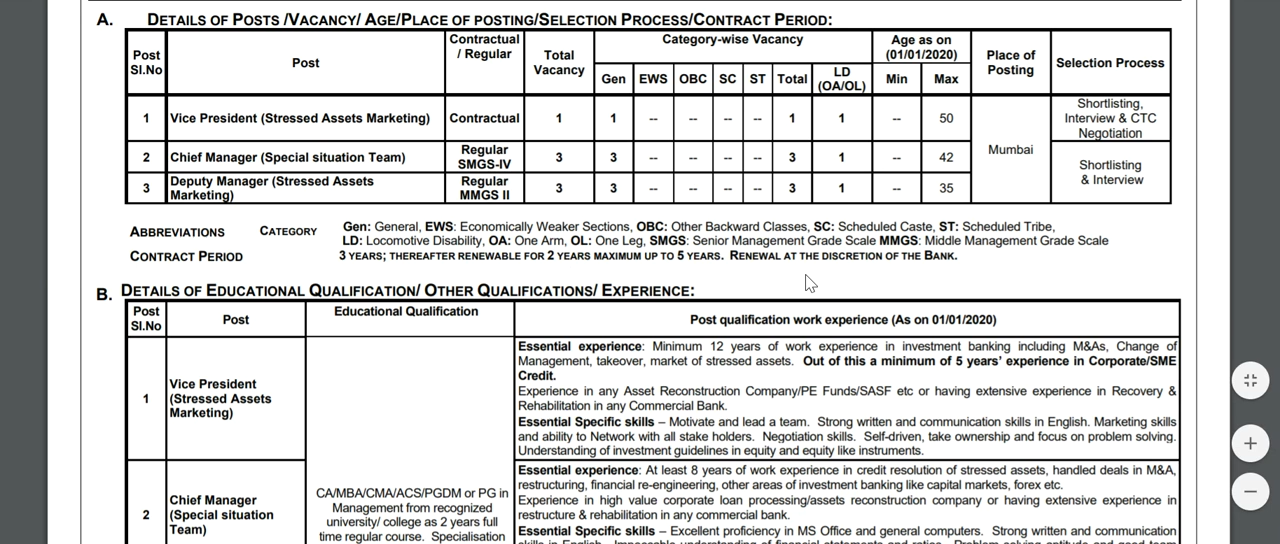 A. DETAILS OF POSTS /VACANCY/ AGE/PLACE OF POSTING/SELECTION PROCESS/CONTRACT PERIOD:
Post Sl.No Post Contractual / Regular Total Vacancy Category-wise Vacancy Age as on (01/01/2020) Place of Posting Selection Process
Gen EWS OBC SC ST Total LD (OA/OL) Min Max
1 Vice President (Stressed Assets Marketing) Contractual 1 1 -- -- -- -- 1 1 -- 50 Mumbai Shortlisting, Interview & CTC Negotiation
2 Chief Manager (Special situation Team) Regular SMGS-IV 3 3 -- -- -- -- 3 1 -- 42 Shortlisting & Interview
3 Deputy Manager (Stressed Assets Marketing) Regular MMGS II 3 3 -- -- -- -- 3 1 -- 35
ABBREVIATIONS CATEGORY Gen: General, EWS: Economically Weaker Sections, OBC: Other Backward Classes, SC: Scheduled Caste, ST: Scheduled Tribe,
LD: Locomotive Disability, OA: One Arm, OL: One Leg, SMGS: Senior Management Grade Scale MMGS: Middle Management Grade Scale
CONTRACT PERIOD 3 YEARS; THEREAFTER RENEWABLE FOR 2 YEARS MAXIMUM UP TO 5 YEARS. RENEWAL AT THE DISCRETION OF THE BANK.
B. DETAILS OF EDUCATIONAL QUALIFICATION/ OTHER QUALIFICATIONS/ EXPERIENCE:
Post Sl.No Post Educational Qualification Post qualification work experience (As on 01/01/2020)
1 Vice President (Stressed Assets Marketing)
Essential experience: Minimum 12 years of work experience in investment banking including M&As, Change of
Management, takeover, market of stressed assets. Out of this a minimum of 5 years' experience in Corporate/SME
Credit.
Experience in any Asset Reconstruction Company/PE Funds/SASF etc or having extensive experience in Recovery &
Rehabilitation in any Commercial Bank.
Essential Specific skills – Motivate and lead a team. Strong written and communication skills in English. Marketing skills
and ability to Network with all stake holders. Negotiation skills. Self-driven, take ownership and focus on problem solving.
Understanding of investment guidelines in equity and equity like instruments.
2 Chief Manager (Special situation Team)
CA/MBA/CMA/ACS/PGDM or PG in
Management from recognized
university/ college as 2 years full
time regular course. Specialisation
Essential experience: At least 8 years of work experience in credit resolution of stressed assets, handled deals in M&A,
restructuring, financial re-engineering, other areas of investment banking like capital markets, forex etc.
Experience in high value corporate loan processing/assets reconstruction company or having extensive experience in
restructure & rehabilitation in any commercial bank.
Essential Specific skills – Excellent proficiency in MS Office and general computers. Strong written and communication